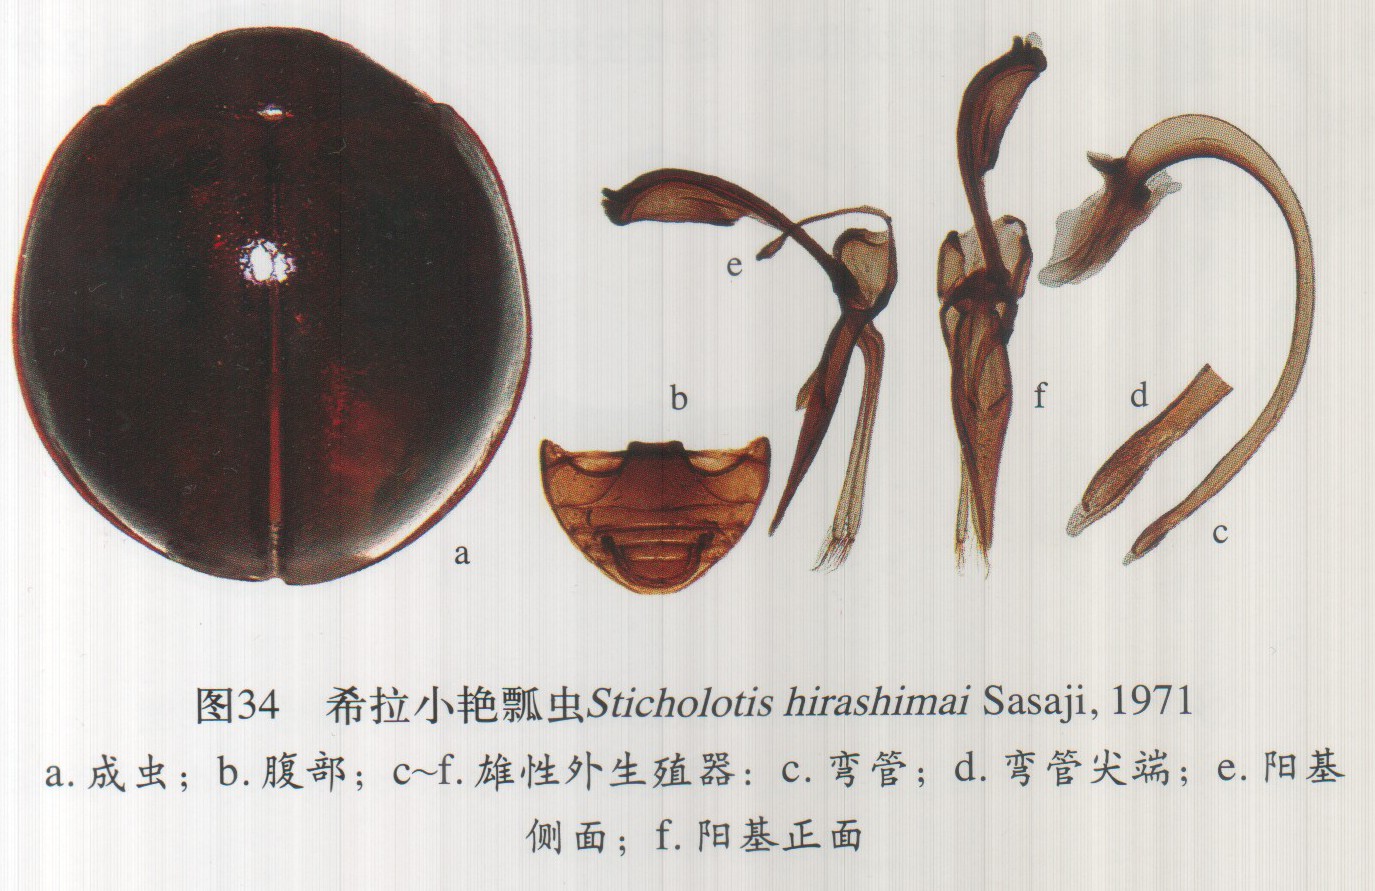 e
b
f
d
c
a
图34 希拉小艳瓢虫Sticholotis hirashimai Sasaji, 1971
a. 成虫；b. 腹部；c~f. 雄性外生殖器：c. 弯管；d. 弯管尖端；e. 阳基
侧面；f. 阳基正面